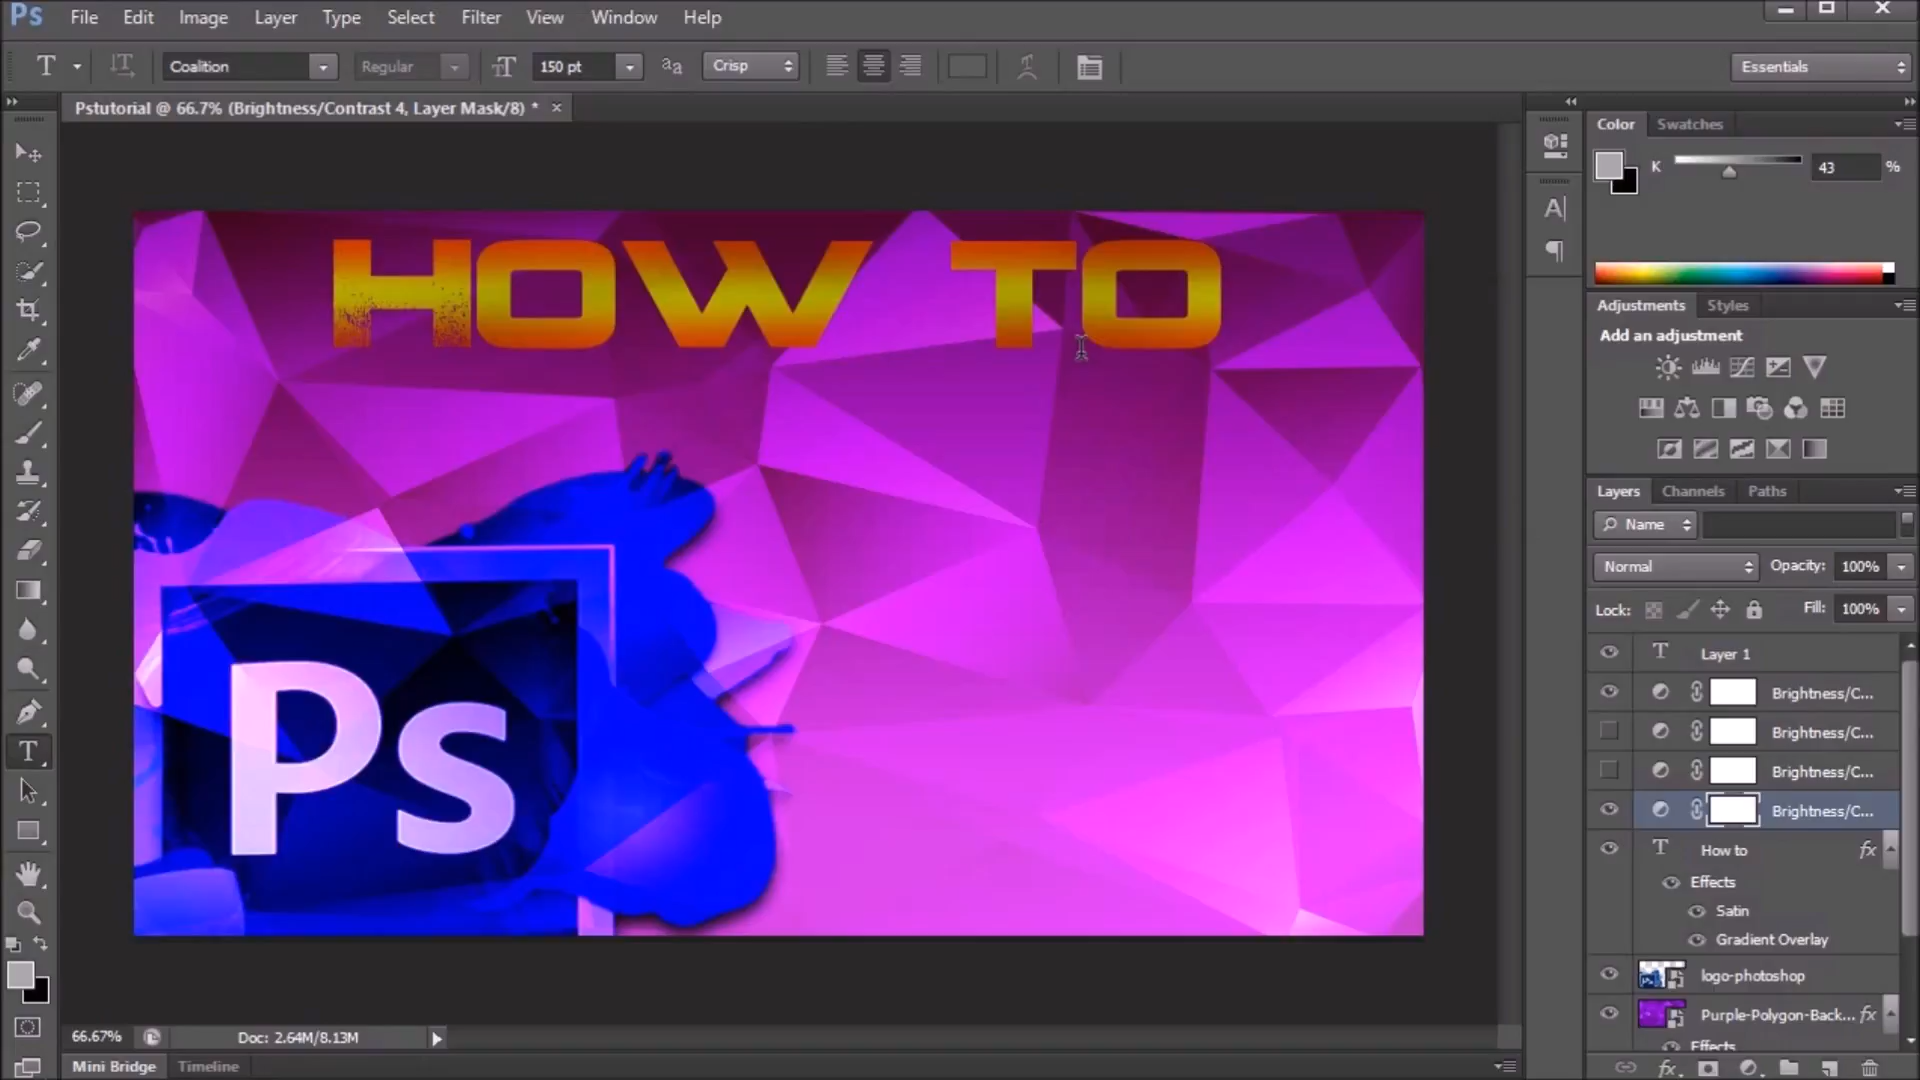 Ps File Edit Image Layer Type Select Filter View Window Help
T Coalition Regular 150 pt aa Crisp Essentials
Pstutorial @ 66.7% (Brightness/Contrast 4, Layer Mask/8) * ×
Color Swatches
K 43 %
Adjustments Styles
Add an adjustment
HOW TO
Layers Channels Paths
Name
Normal Opacity: 100%
Lock: Fill: 100%
T Layer 1
Brightness/C...
Brightness/C...
Brightness/C...
Brightness/C...
T How to fx
Effects
Satin
Gradient Overlay
logo-photoshop
Purple-Polygon-Back... fx
Effects
Ps
66.67% Doc: 2.64M/8.13M
Mini Bridge Timeline